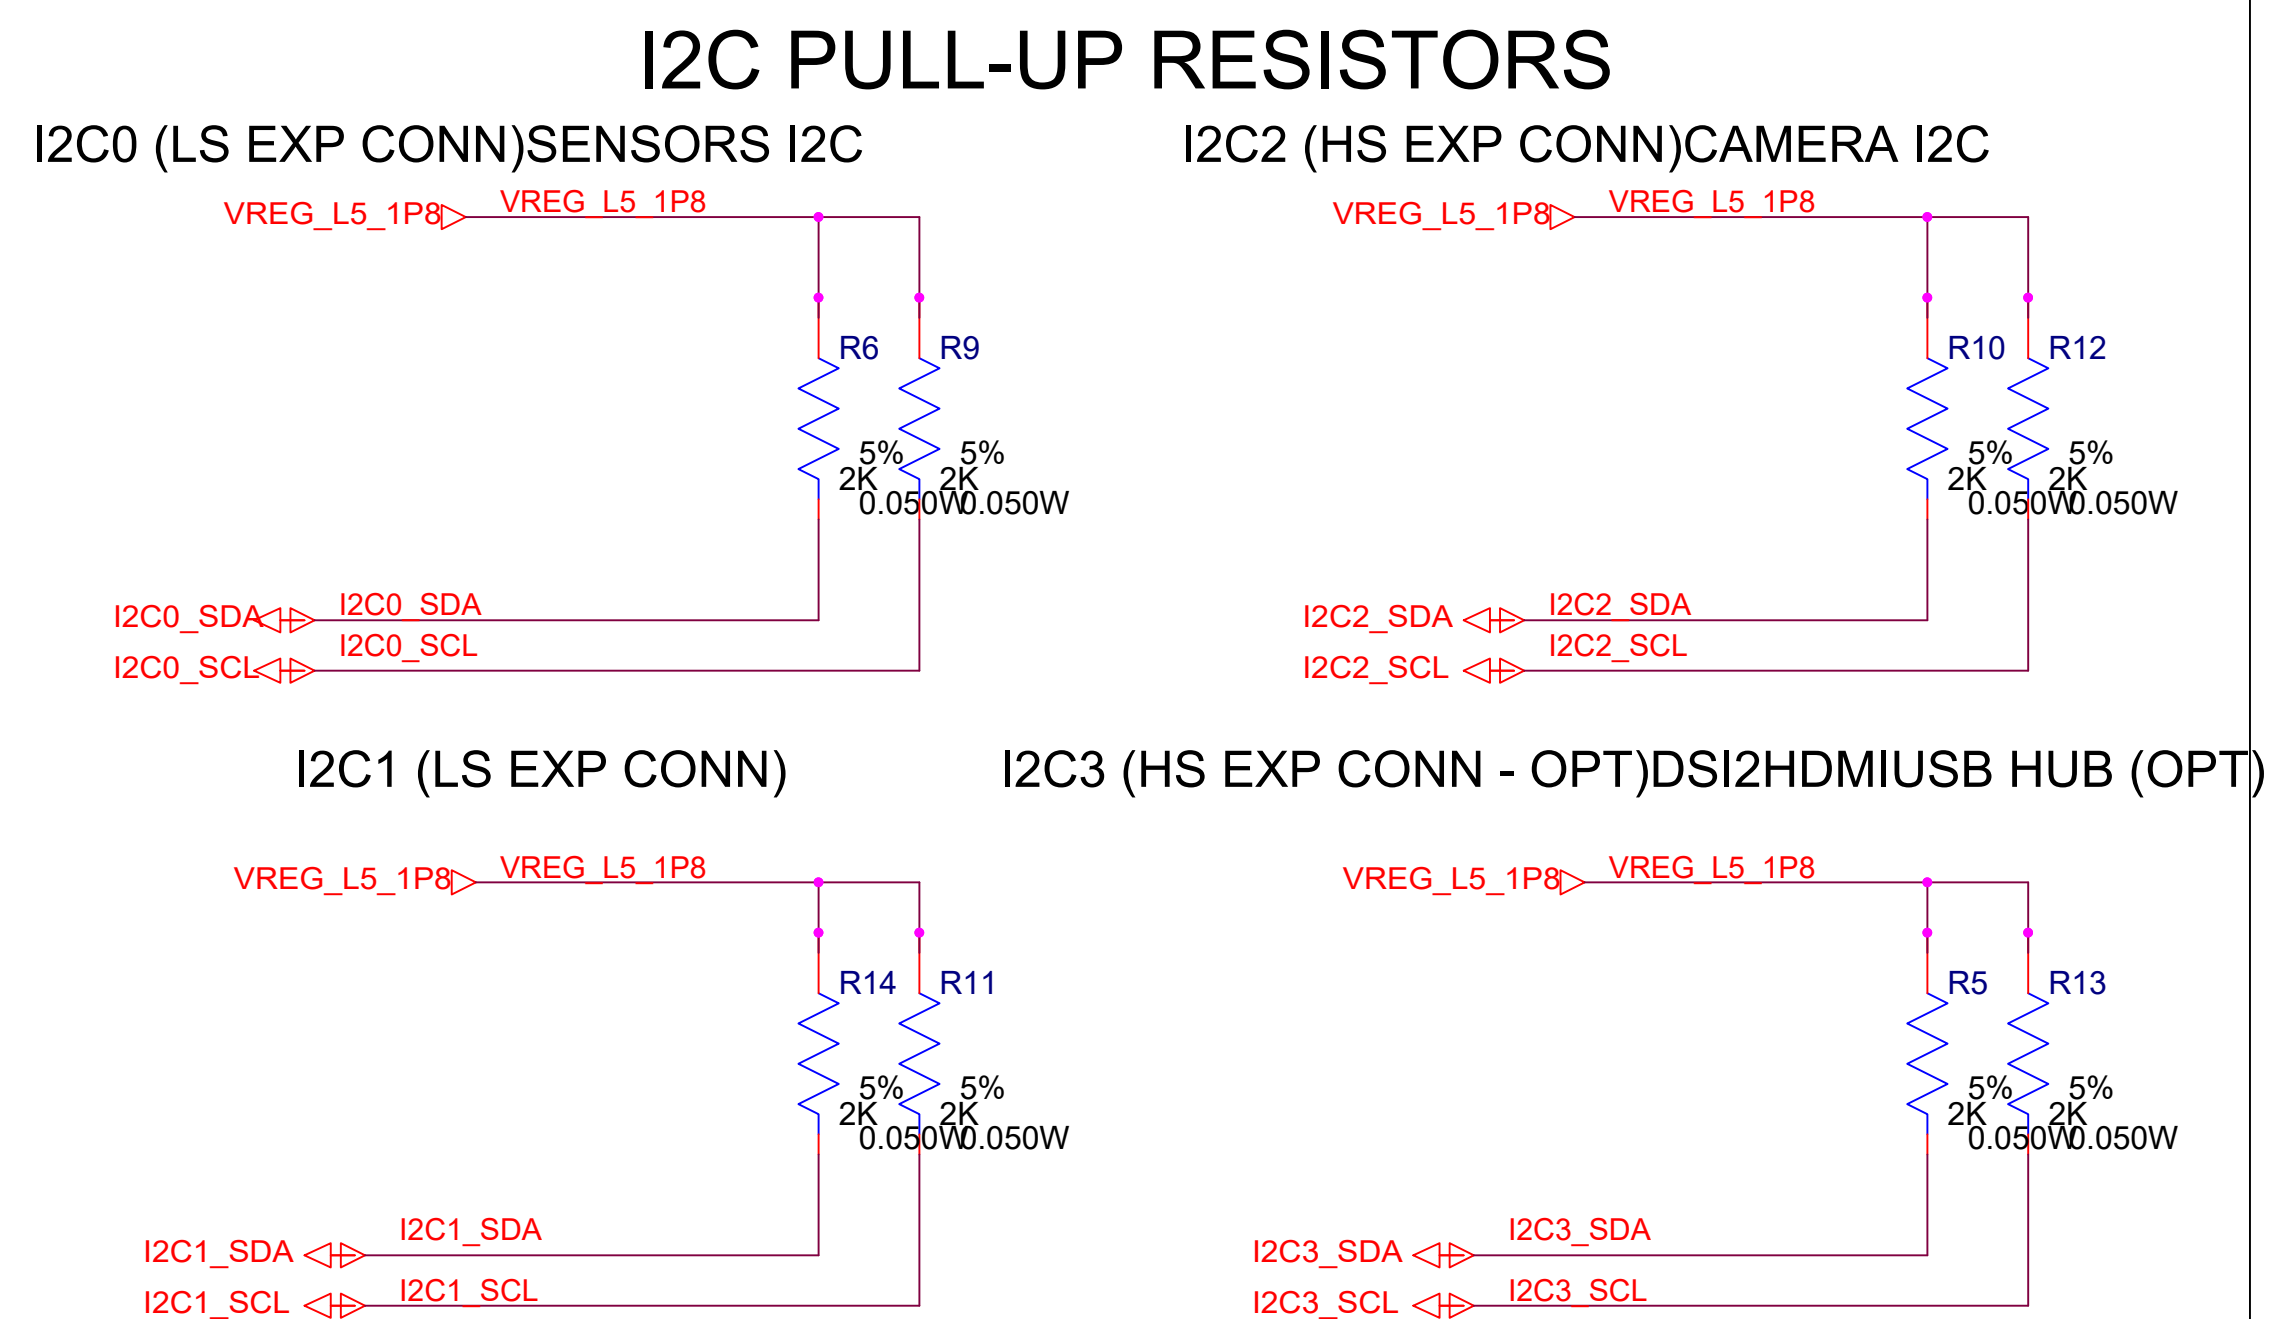 I2C PULL-UP RESISTORS
I2C0 (LS EXP CONN)SENSORS I2C
VREG_L5_1P8
VREG_L5_1P8
R6
R9
5%
5%
2K
2K
0.050W
0.050W
I2C0_SDA
I2C0_SDA
I2C0_SCL
I2C0_SCL
I2C2 (HS EXP CONN)CAMERA I2C
VREG_L5_1P8
VREG_L5_1P8
R10
R12
5%
5%
2K
2K
0.050W
0.050W
I2C2_SDA
I2C2_SDA
I2C2_SCL
I2C2_SCL
I2C1 (LS EXP CONN)
VREG_L5_1P8
VREG_L5_1P8
R14
R11
5%
5%
2K
2K
0.050W
0.050W
I2C1_SDA
I2C1_SDA
I2C1_SCL
I2C1_SCL
I2C3 (HS EXP CONN - OPT)DSI2HDMIUSB HUB (OPT)
VREG_L5_1P8
VREG_L5_1P8
R5
R13
5%
5%
2K
2K
0.050W
0.050W
I2C3_SDA
I2C3_SDA
I2C3_SCL
I2C3_SCL